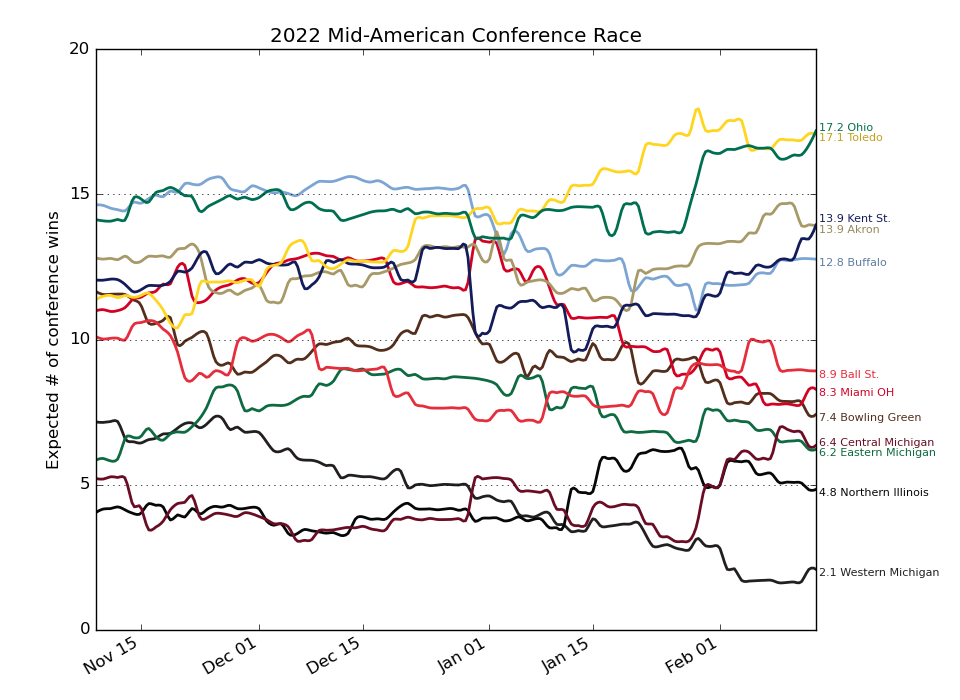 2022 Mid-American Conference Race
Expected # of conference wins
20
15
10
5
0
17.2 Ohio
17.1 Toledo
13.9 Kent St.
13.9 Akron
12.8 Buffalo
8.9 Ball St.
8.3 Miami OH
7.4 Bowling Green
6.4 Central Michigan
6.2 Eastern Michigan
4.8 Northern Illinois
2.1 Western Michigan
Nov 15
Dec 01
Dec 15
Jan 01
Jan 15
Feb 01